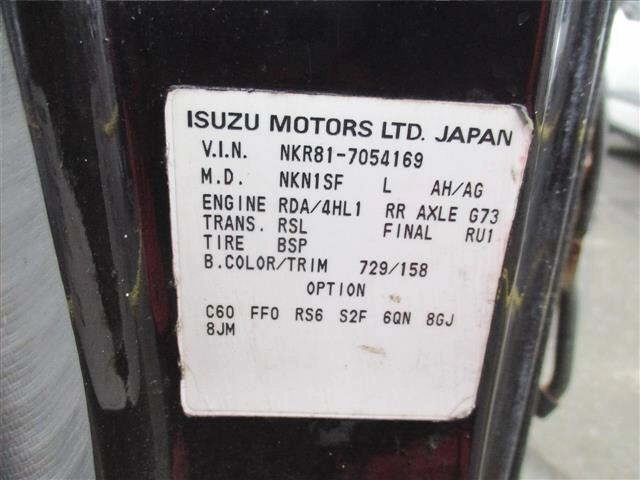 ISUZU MOTORS LTD. JAPAN
V.I.N. NKR81-7054169
M.D. NKN1SF L AH/AG
ENGINE RDA/4HL1 RR AXLE G73
TRANS. RSL FINAL RU1
TIRE BSP
B.COLOR/TRIM 729/158
OPTION
C60 FF0 RS6 S2F 6QN 8GJ
8JM